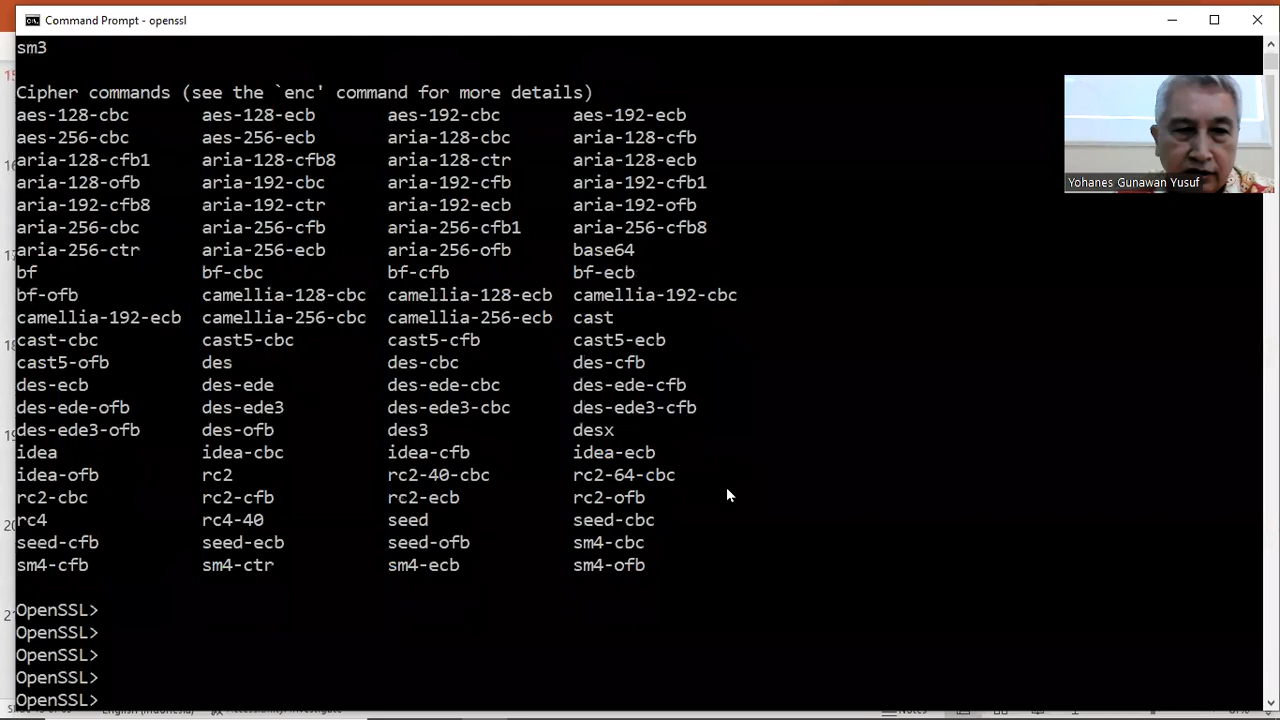 Command Prompt - openssl
sm3
Cipher commands (see the `enc' command for more details)
aes-128-cbc aes-128-ecb aes-192-cbc aes-192-ecb
aes-256-cbc aes-256-ecb aria-128-cbc aria-128-cfb
aria-128-cfb1 aria-128-cfb8 aria-128-ctr aria-128-ecb
aria-128-ofb aria-192-cbc aria-192-cfb aria-192-cfb1
aria-192-cfb8 aria-192-ctr aria-192-ecb aria-192-ofb
aria-256-cbc aria-256-cfb aria-256-cfb1 aria-256-cfb8
aria-256-ctr aria-256-ecb aria-256-ofb base64
bf bf-cbc bf-cfb bf-ecb
bf-ofb camellia-128-cbc camellia-128-ecb camellia-192-cbc
camellia-192-ecb camellia-256-cbc camellia-256-ecb cast
cast-cbc cast5-cbc cast5-cfb cast5-ecb
cast5-ofb des des-cbc des-cfb
des-ecb des-ede des-ede-cbc des-ede-cfb
des-ede-ofb des-ede3 des-ede3-cbc des-ede3-cfb
des-ede3-ofb des-ofb des3 desx
idea idea-cbc idea-cfb idea-ecb
idea-ofb rc2 rc2-40-cbc rc2-64-cbc
rc2-cbc rc2-cfb rc2-ecb rc2-ofb
rc4 rc4-40 seed seed-cbc
seed-cfb seed-ecb seed-ofb sm4-cbc
sm4-cfb sm4-ctr sm4-ecb sm4-ofb
OpenSSL>
OpenSSL>
OpenSSL>
OpenSSL>
OpenSSL>
Yohanes Gunawan Yusuf